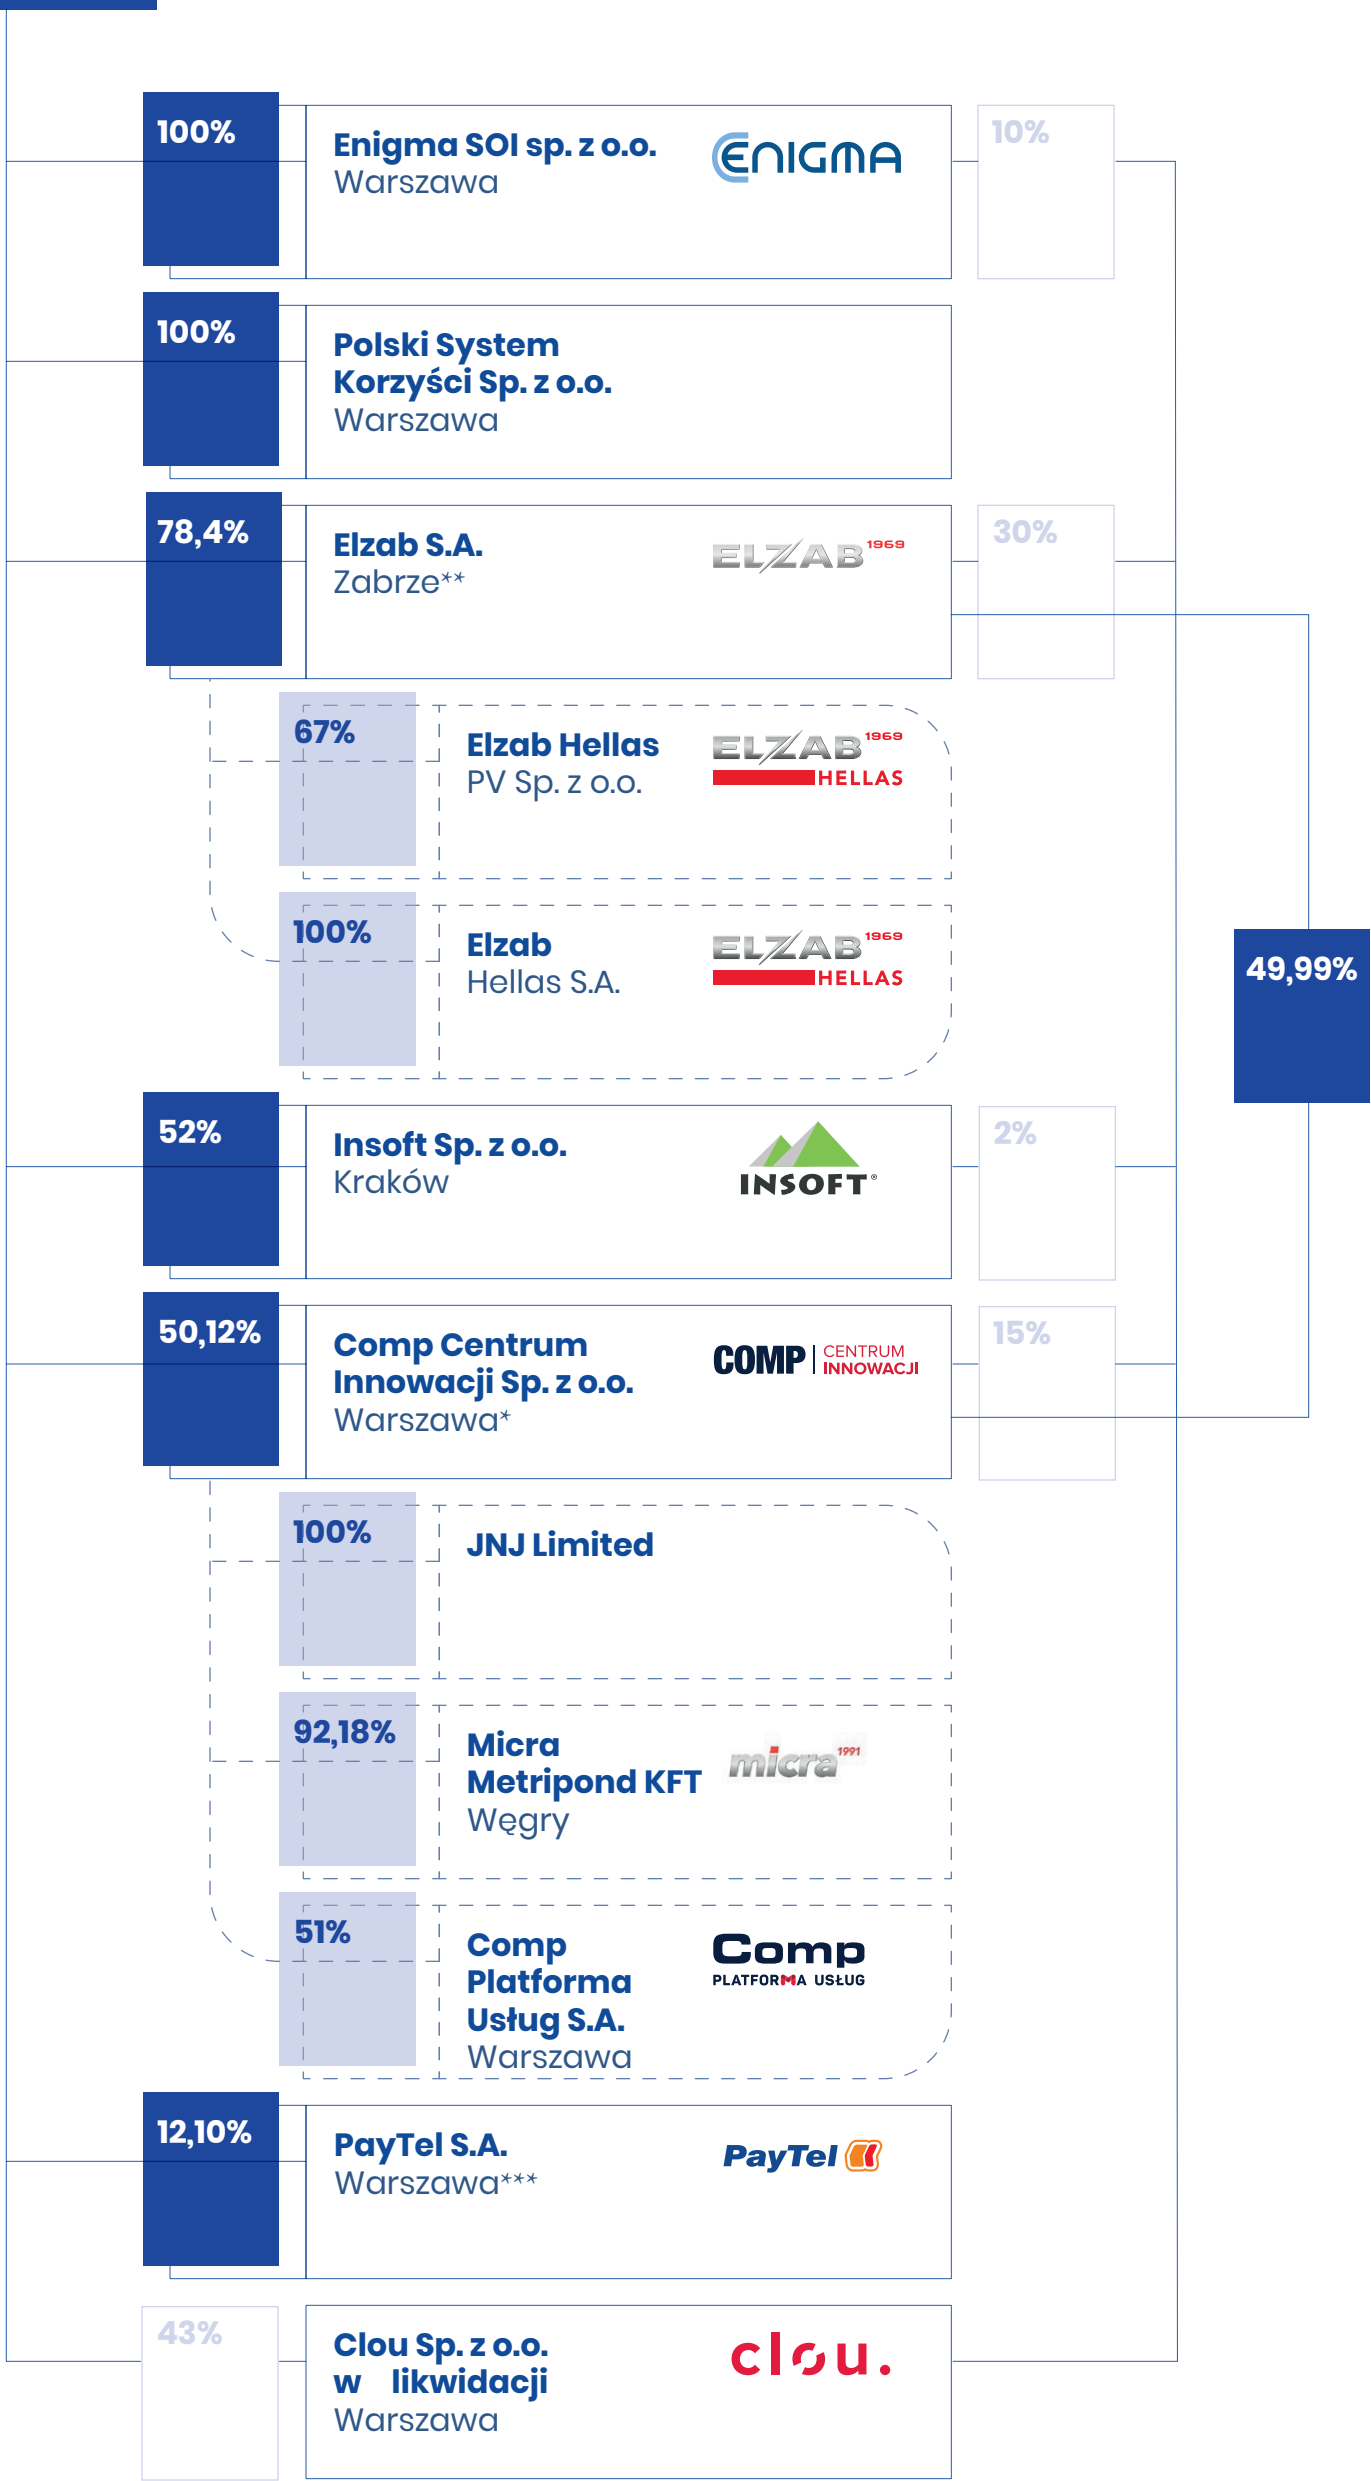 100%
Enigma SOI sp. z o.o.
Warszawa
ENIGMA
10%
100%
Polski System
Korzyści Sp. z o.o.
Warszawa
78,4%
Elzab S.A.
Zabrze**
ELZAB 1969
30%
67%
Elzab Hellas
PV Sp. z o.o.
ELZAB 1969
HELLAS
100%
Elzab
Hellas S.A.
ELZAB 1969
HELLAS
49,99%
52%
Insoft Sp. z o.o.
Kraków
INSOFT®
2%
50,12%
Comp Centrum
Innowacji Sp. z o.o.
Warszawa*
COMP CENTRUM
INNOWACJI
15%
100%
JNJ Limited
92,18%
Micra
Metripond KFT
Węgry
micra 1991
51%
Comp
Platforma
Usług S.A.
Warszawa
Comp
PLATFORMA USŁUG
12,10%
PayTel S.A.
Warszawa***
PayTel
43%
Clou Sp. z o.o.
w likwidacji
Warszawa
clou.